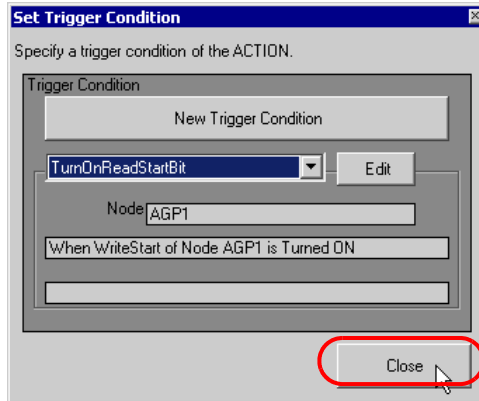 Set Trigger Condition
Specify a trigger condition of the ACTION.
Trigger Condition
New Trigger Condition
TurnOnReadStartBit
Edit
Node AGP1
When WriteStart of Node AGP1 is Turned ON
Close